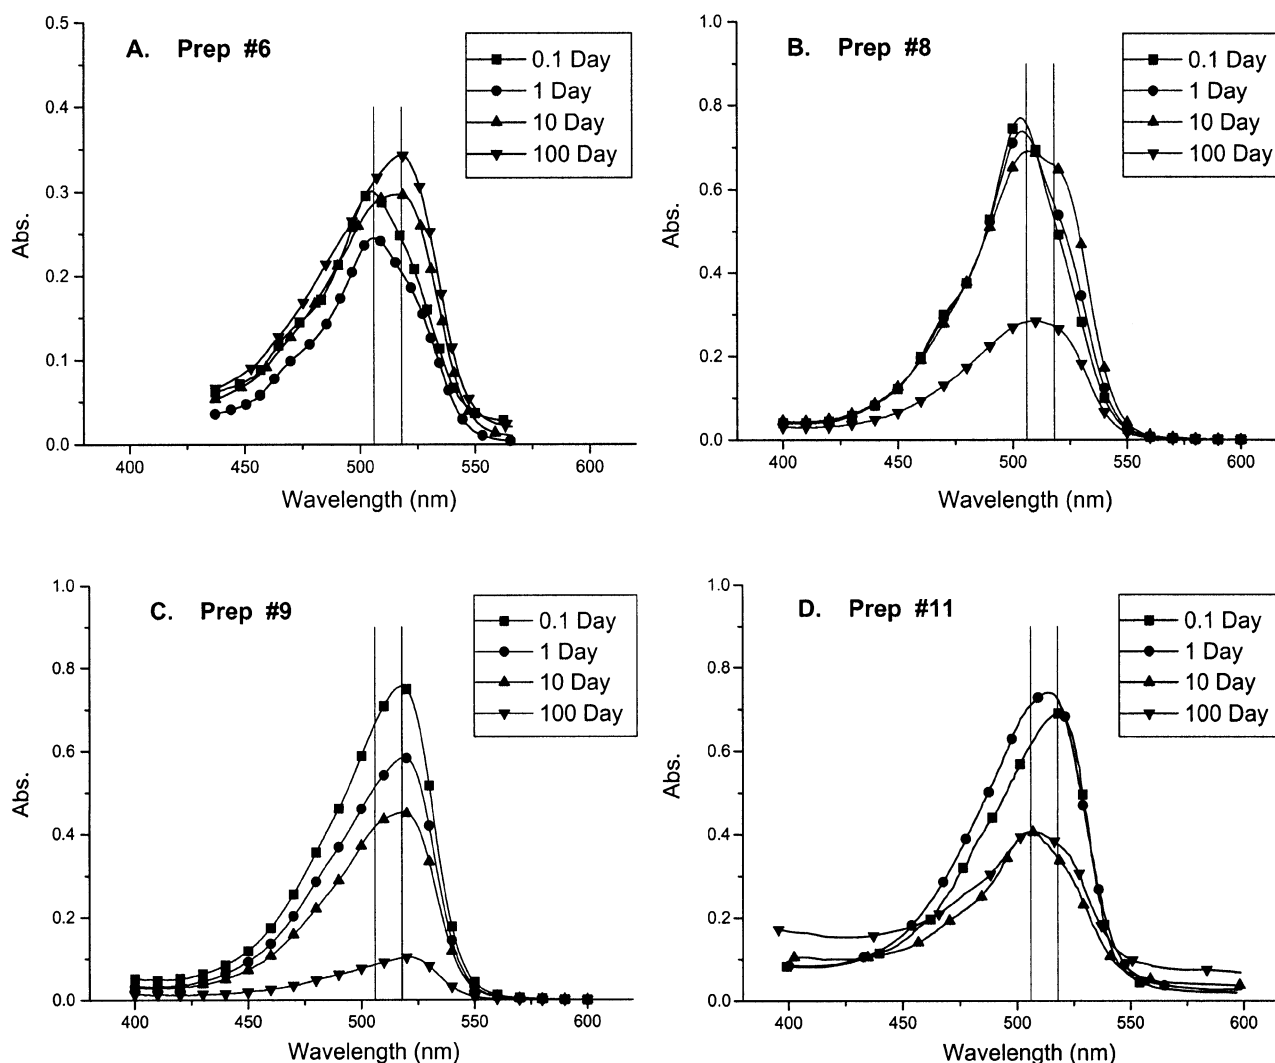 A. Prep #6
0.1 Day
1 Day
10 Day
100 Day
0.5
0.4
0.3
0.2
0.1
0.0
Abs.
400
450
500
550
600
Wavelength (nm)
B. Prep #8
0.1 Day
1 Day
10 Day
100 Day
1.0
0.8
0.6
0.4
0.2
0.0
Abs.
400
450
500
550
600
Wavelength (nm)
C. Prep #9
0.1 Day
1 Day
10 Day
100 Day
1.0
0.8
0.6
0.4
0.2
0.0
Abs.
400
450
500
550
600
Wavelength (nm)
D. Prep #11
0.1 Day
1 Day
10 Day
100 Day
1.0
0.8
0.6
0.4
0.2
0.0
Abs.
400
450
500
550
600
Wavelength (nm)